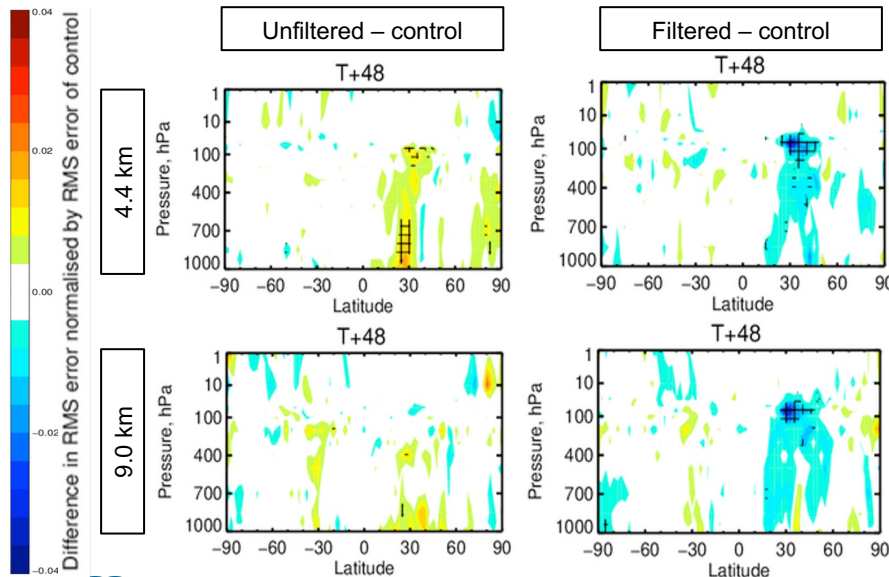 Unfiltered – control
Filtered – control
0.04
0.02
0.00
−0.02
−0.04
Difference in RMS error normalised by RMS error of control
4.4 km
T+48
Pressure, hPa
1
10
100
400
700
1000
−90 −60 −30 0 30 60 90
Latitude
T+48
Pressure, hPa
1
10
100
400
700
1000
−90 −60 −30 0 30 60 90
Latitude
9.0 km
T+48
Pressure, hPa
1
10
100
400
700
1000
−90 −60 −30 0 30 60 90
Latitude
T+48
Pressure, hPa
1
10
100
400
700
1000
−90 −60 −30 0 30 60 90
Latitude